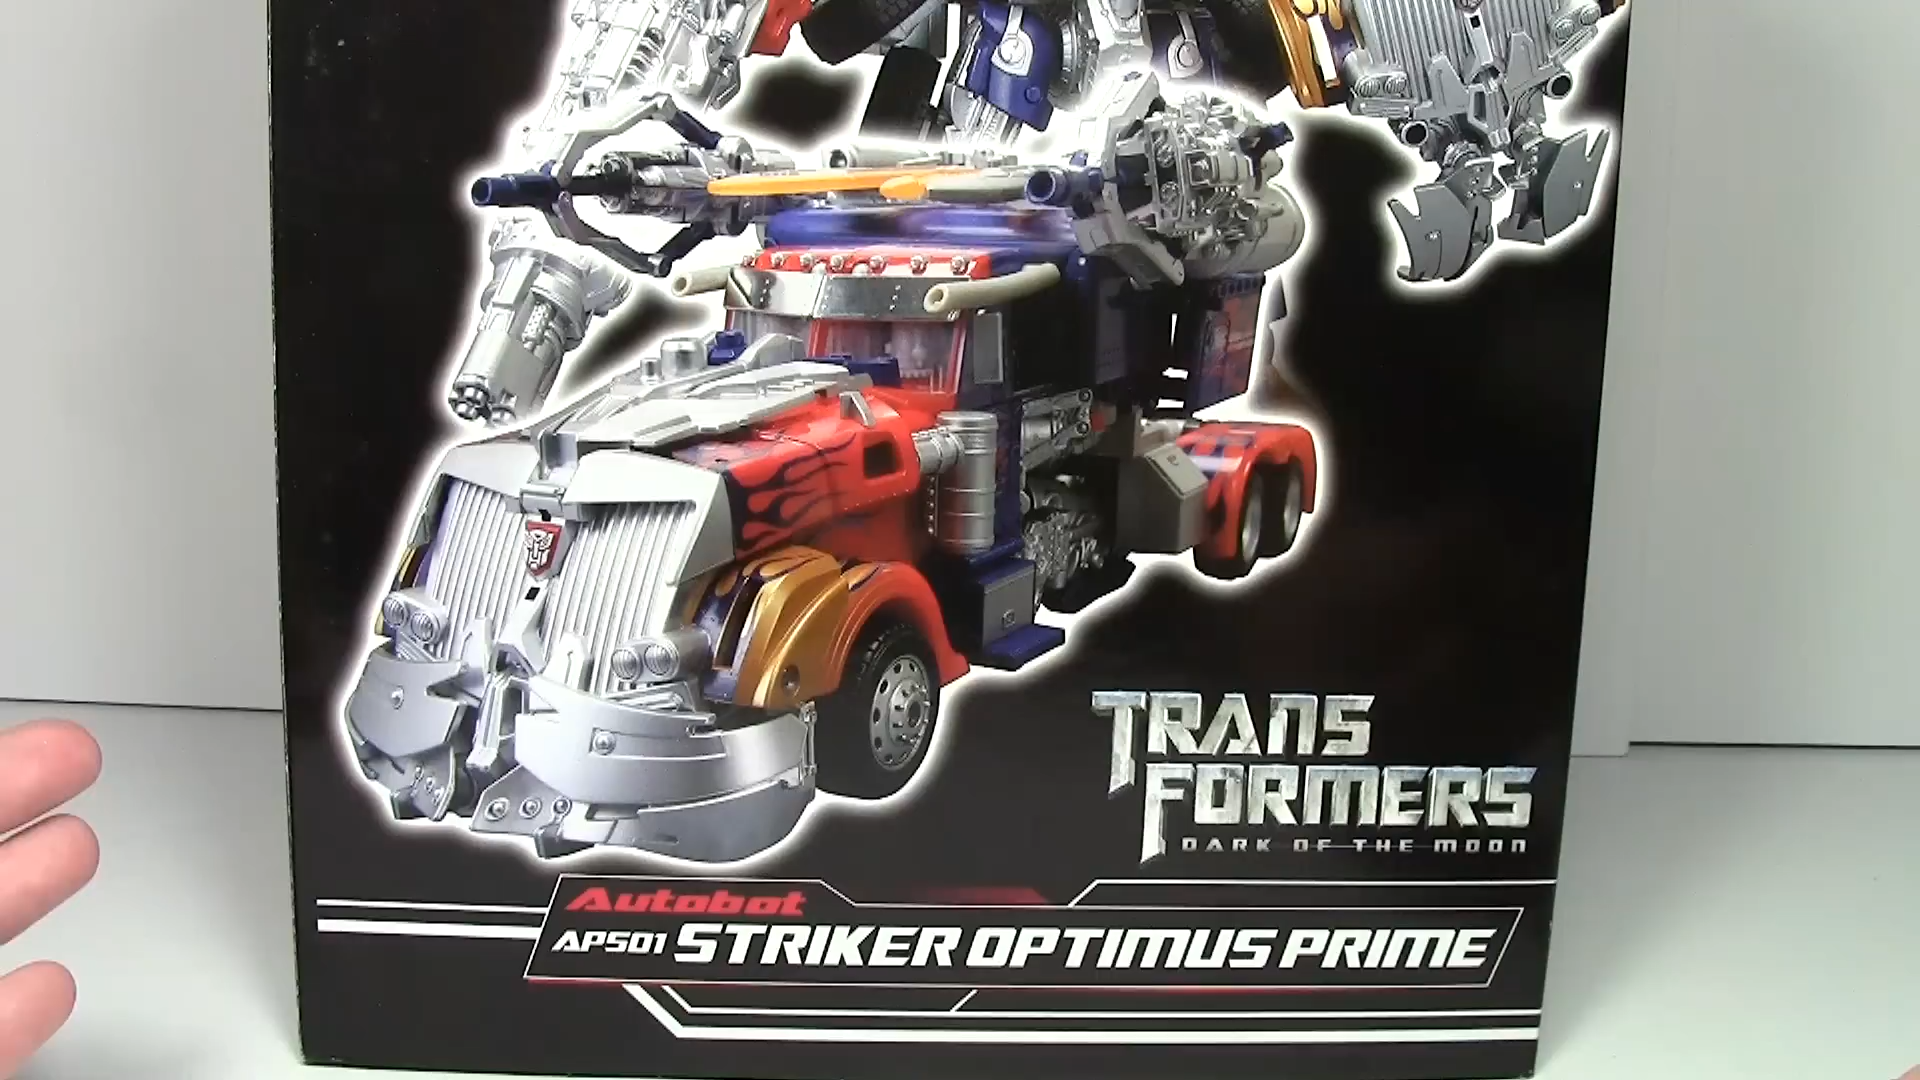 TRANS
FORMERS
DARK OF THE MOON
Autobot
APS01 STRIKER OPTIMUS PRIME